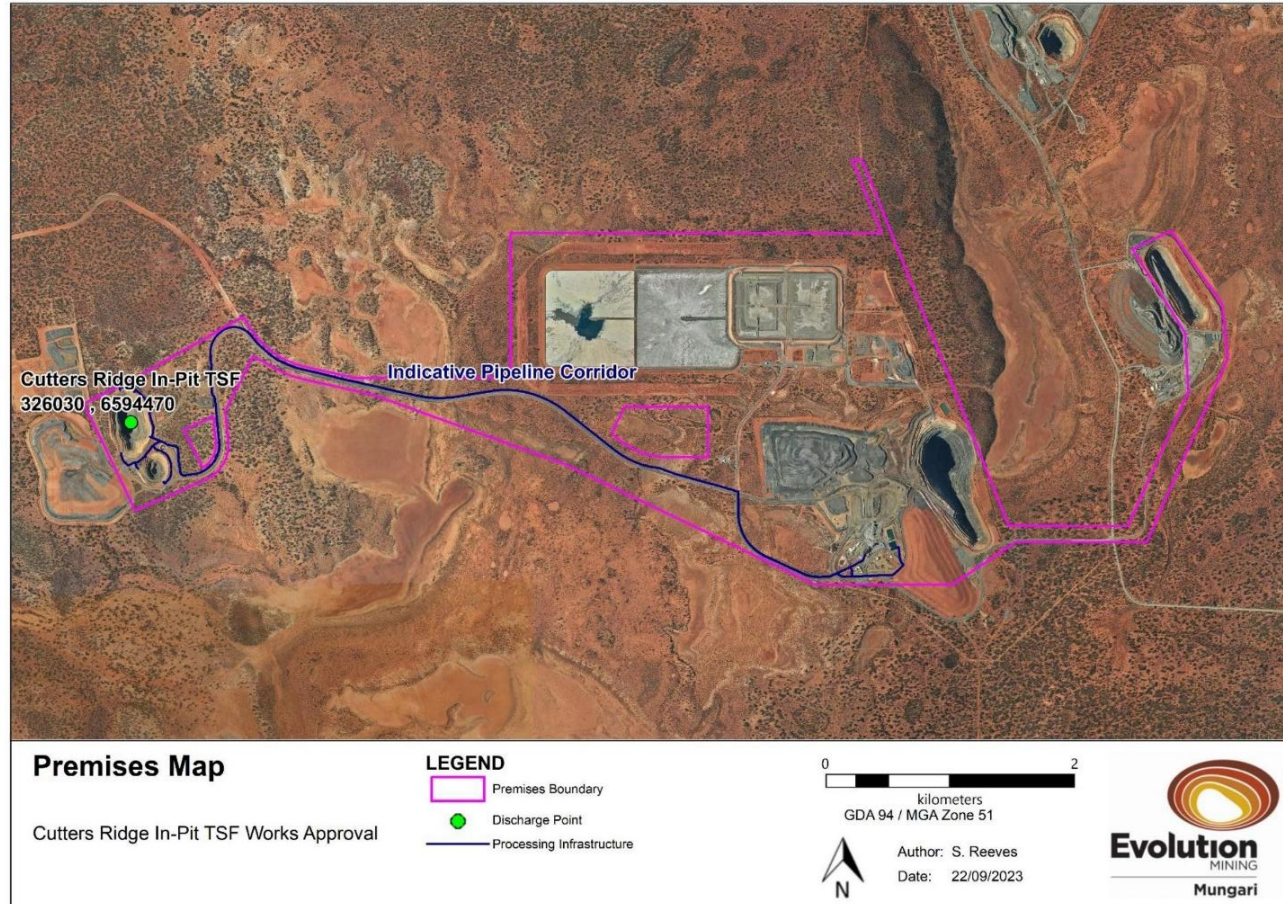 Cutters Ridge In-Pit TSF
326030 , 6594470
Indicative Pipeline Corridor
Premises Map
Cutters Ridge In-Pit TSF Works Approval
LEGEND
Premises Boundary
Discharge Point
Processing Infrastructure
0 2
kilometers
GDA 94 / MGA Zone 51
N
Author: S. Reeves
Date: 22/09/2023
Evolution
MINING
Mungari